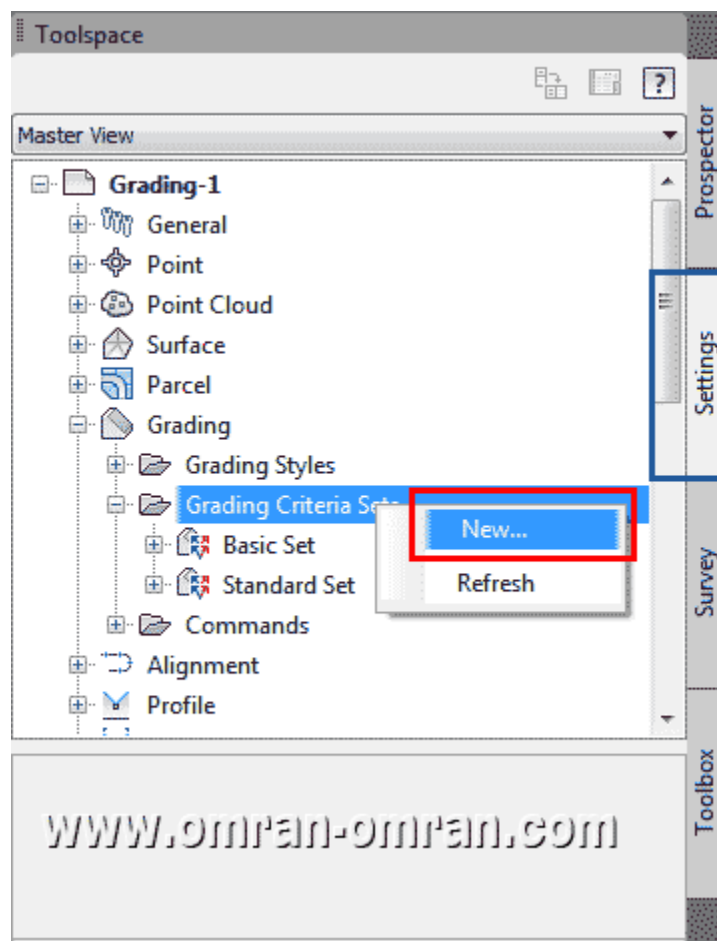 Toolspace
?
Master View
Grading-1
General
Point
Point Cloud
Surface
Parcel
Grading
Grading Styles
Grading Criteria Sets
New...
Basic Set
Standard Set
Refresh
Commands
Alignment
Profile
Prospector
Settings
Survey
Toolbox
www.omran-omran.com